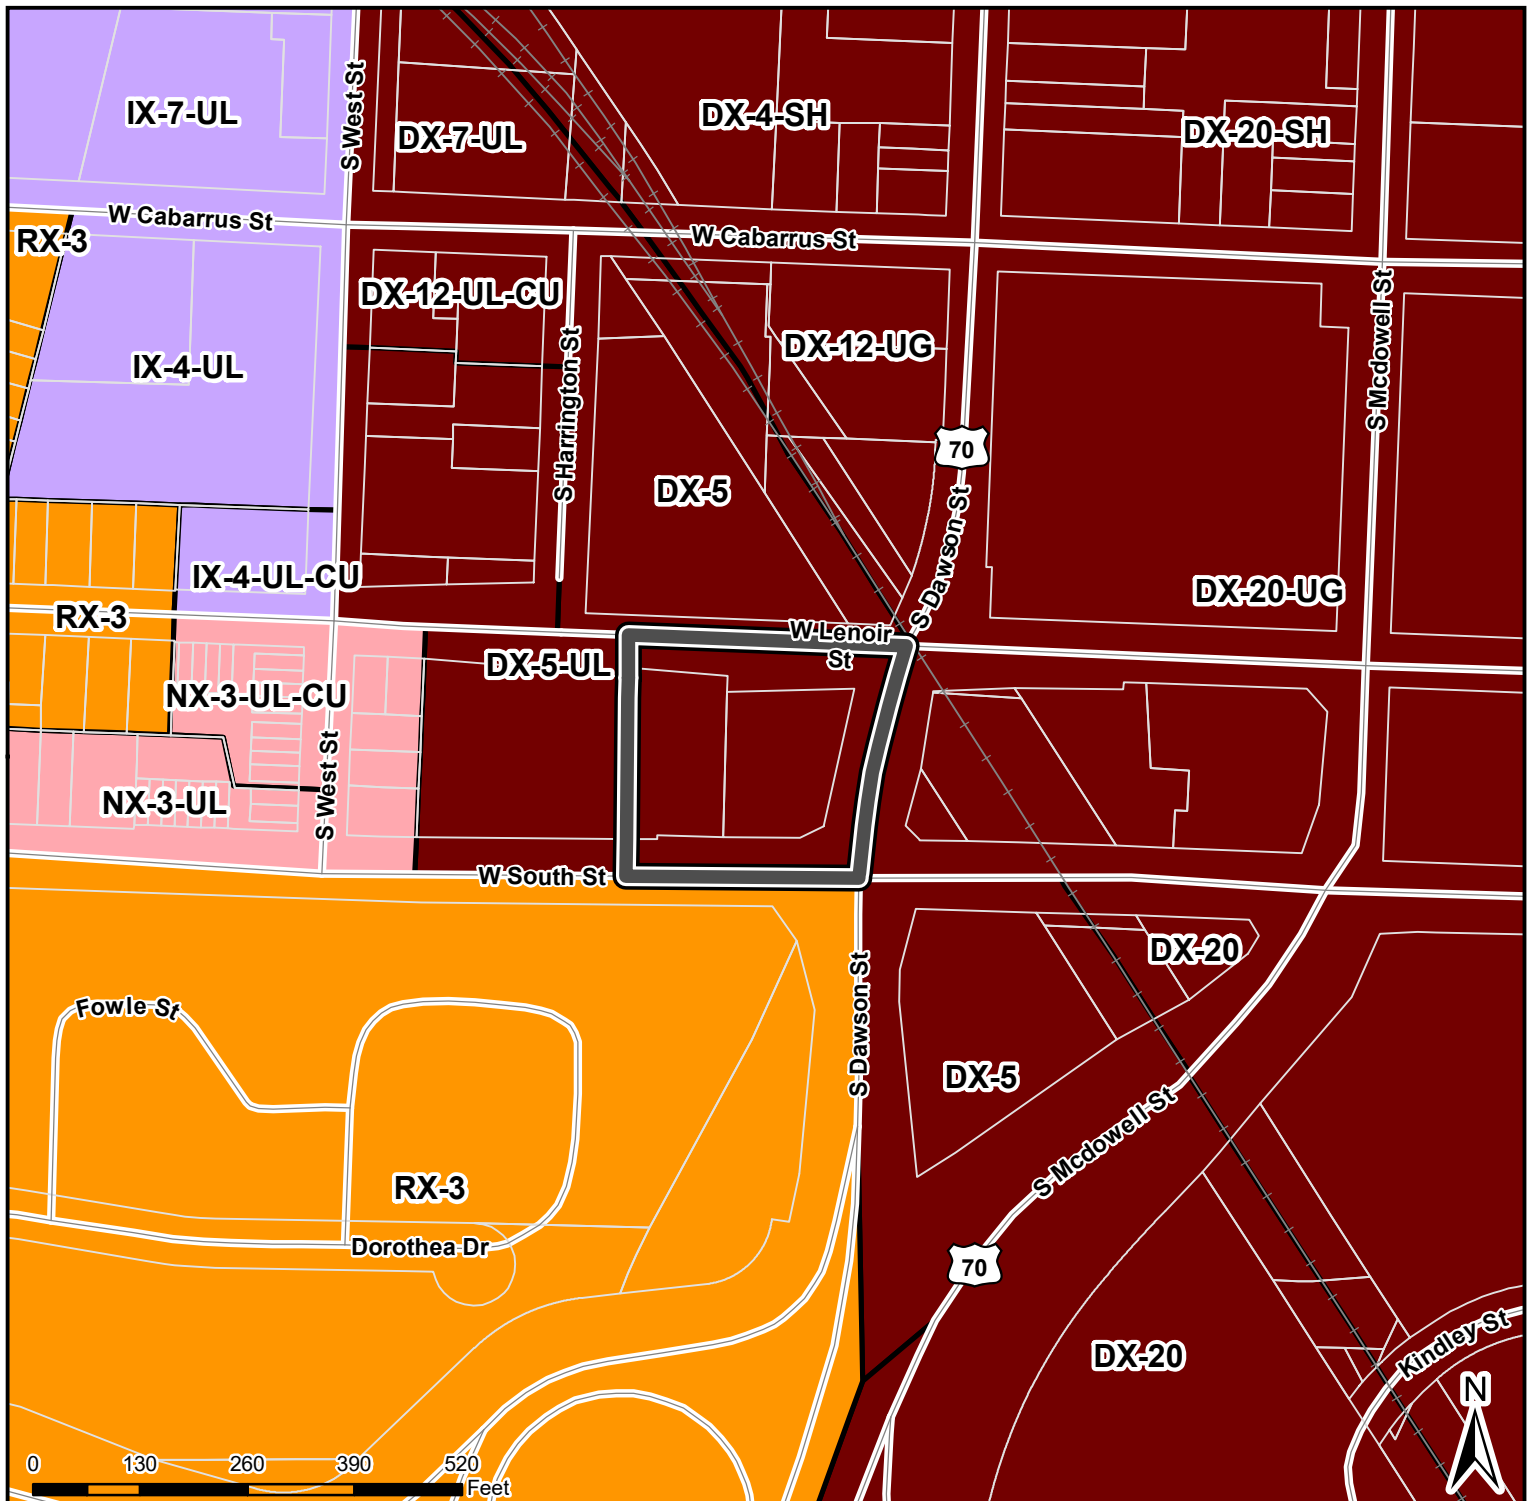 IX-7-UL
S West St
DX-7-UL
DX-4-SH
DX-20-SH
W Cabarrus St
W Cabarrus St
RX-3
DX-12-UL-CU
S Harrington St
DX-12-UG
S Mcdowell St
IX-4-UL
70
DX-5
S Dawson St
IX-4-UL-CU
DX-20-UG
RX-3
W Lenoir
St
DX-5-UL
NX-3-UL-CU
S West St
NX-3-UL
W South St
DX-20
S Dawson St
Fowle St
DX-5
S Mcdowell St
RX-3
Dorothea Dr
70
DX-20
Kindley St
N
0 130 260 390 520
Feet